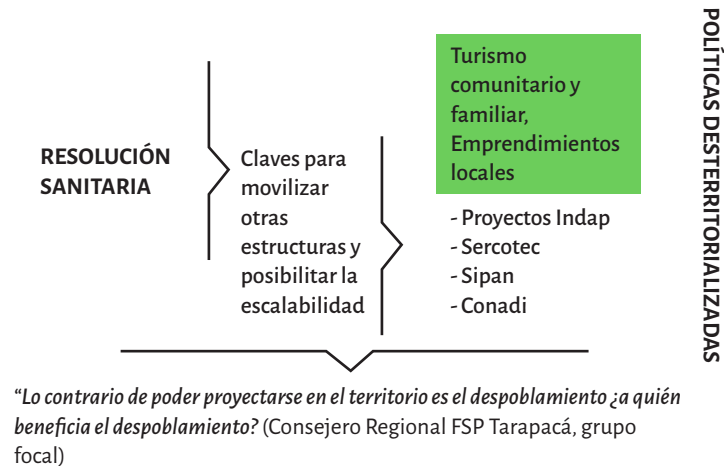 RESOLUCIÓN
SANITARIA
Claves para
movilizar
otras
estructuras y
posibilitar la
escalabilidad
Turismo
comunitario y
familiar,
Emprendimientos
locales
- Proyectos Indap
- Sercotec
- Sipan
- Conadi
POLÍTICAS DESTERRITORIALIZADAS
“Lo contrario de poder proyectarse en el territorio es el despoblamiento ¿a quién
beneficia el despoblamiento? (Consejero Regional FSP Tarapacá, grupo
focal)